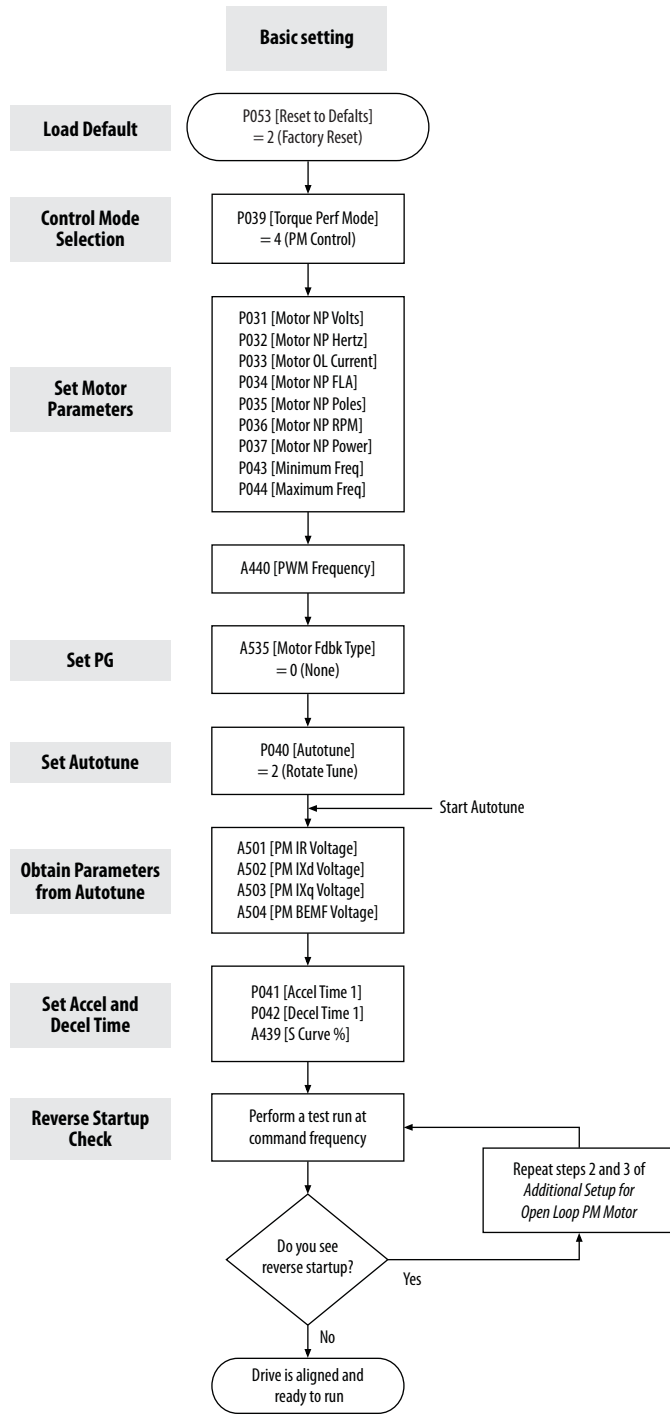 Basic setting
Load Default
P053 [Reset to Defalts]
= 2 (Factory Reset)
Control Mode
Selection
P039 [Torque Perf Mode]
= 4 (PM Control)
Set Motor
Parameters
P031 [Motor NP Volts]
P032 [Motor NP Hertz]
P033 [Motor OL Current]
P034 [Motor NP FLA]
P035 [Motor NP Poles]
P036 [Motor NP RPM]
P037 [Motor NP Power]
P043 [Minimum Freq]
P044 [Maximum Freq]
A440 [PWM Frequency]
Set PG
A535 [Motor Fdbk Type]
= 0 (None)
Set Autotune
P040 [Autotune]
= 2 (Rotate Tune)
Start Autotune
Obtain Parameters
from Autotune
A501 [PM IR Voltage]
A502 [PM IXd Voltage]
A503 [PM IXq Voltage]
A504 [PM BEMF Voltage]
Set Accel and
Decel Time
P041 [Accel Time 1]
P042 [Decel Time 1]
A439 [S Curve %]
Reverse Startup
Check
Perform a test run at
command frequency
Repeat steps 2 and 3 of
Additional Setup for
Open Loop PM Motor
Do you see
reverse startup?
Yes
No
Drive is aligned and
ready to run